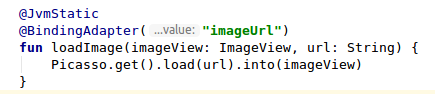 @JvmStatic
@BindingAdapter( ...value: "imageUrl")
fun loadImage(imageView: ImageView, url: String) {
    Picasso.get().load(url).into(imageView)
}